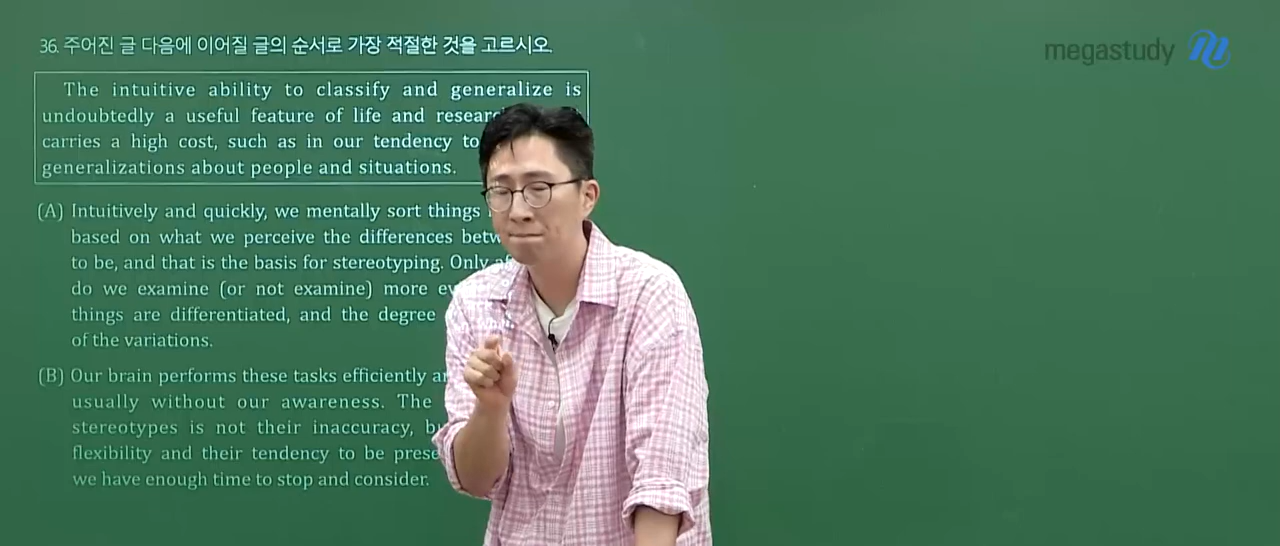 36. 주어진 글 다음에 이어질 글의 순서로 가장 적절한 것을 고르시오.
megastudy
The intuitive ability to classify and generalize is
undoubtedly a useful feature of life and
carries a high cost, such as in our tendency to
generalizations about people and situations.
(A) Intuitively and quickly, we mentally sort things
based on what we perceive the differences
to be, and that is the basis for stereotyping. Only
do we examine (or not examine) more
things are differentiated, and the degree
of the variations.
(B) Our brain performs these tasks efficiently
usually without our awareness. The
stereotypes is not their inaccuracy,
flexibility and their tendency to be
we have enough time to stop and consider.